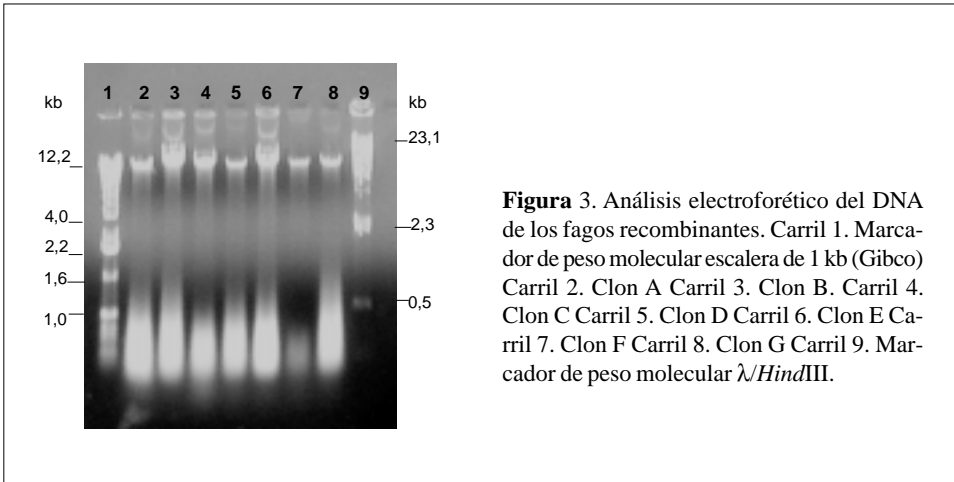 kb
1 2 3 4 5 6 7 8 9
kb
12,2
4,0
2,2
1,6
1,0
23,1
2,3
0,5
Figura 3. Análisis electroforético del DNA
de los fagos recombinantes. Carril 1. Marca-
dor de peso molecular escalera de 1 kb (Gibco)
Carril 2. Clon A Carril 3. Clon B. Carril 4.
Clon C Carril 5. Clon D Carril 6. Clon E Ca-
rril 7. Clon F Carril 8. Clon G Carril 9. Mar-
cador de peso molecular λ/HindIII.